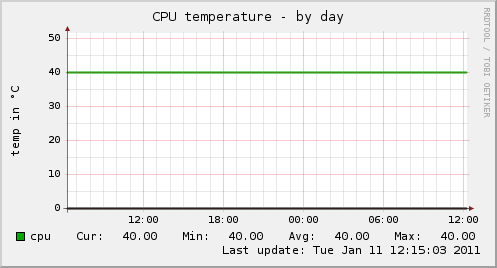 CPU temperature - by day
RRDTOOL / TOBI OETIKER
temp in °C
50
40
30
20
10
0
12:00 18:00 00:00 06:00 12:00
cpu Cur: 40.00 Min: 40.00 Avg: 40.00 Max: 40.00
Last update: Tue Jan 11 12:15:03 2011